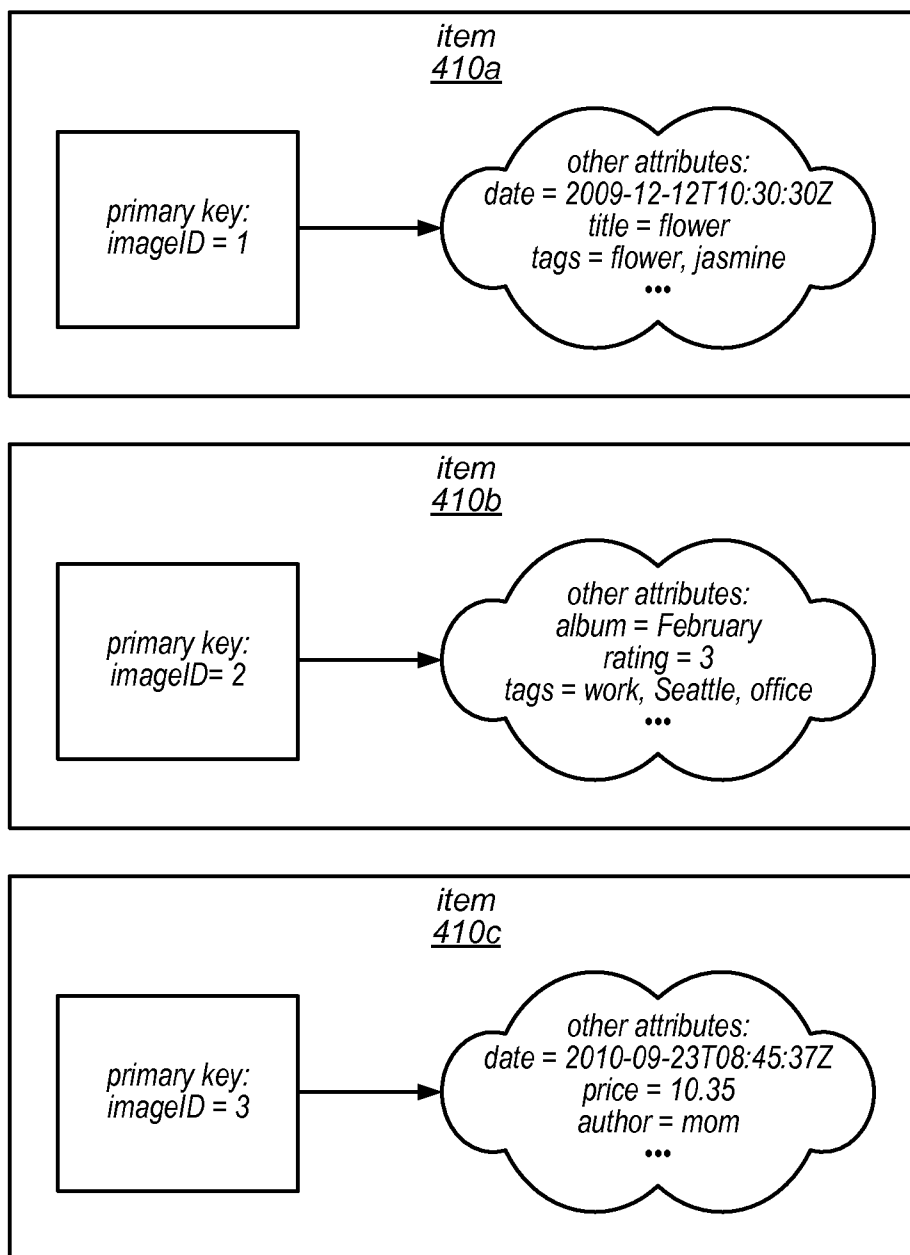 item
410a
primary key:
imageID = 1
other attributes:
date = 2009-12-12T10:30:30Z
title = flower
tags = flower, jasmine
•••
item
410b
primary key:
imageID= 2
other attributes:
album = February
rating = 3
tags = work, Seattle, office
•••
item
410c
primary key:
imageID = 3
other attributes:
date = 2010-09-23T08:45:37Z
price = 10.35
author = mom
•••